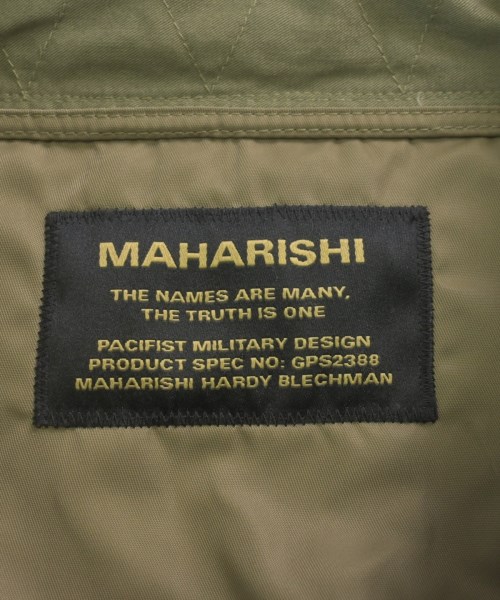 MAHARISHI
THE NAMES ARE MANY,
THE TRUTH IS ONE
PACIFIST MILITARY DESIGN
PRODUCT SPEC NO: GPS2388
MAHARISHI HARDY BLECHMAN